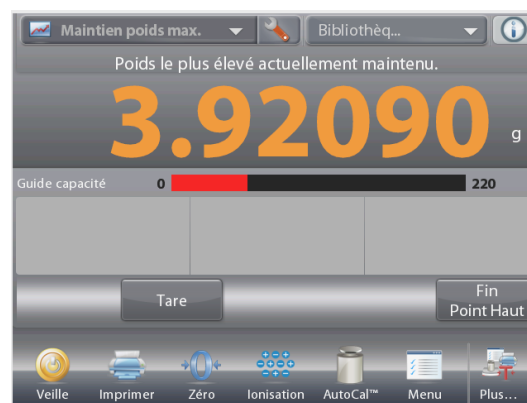 Maintien poids max. Bibliothèq...
Poids le plus élevé actuellement maintenu.
3.92090 g
Guide capacité 0 220
Tare Fin
Point Haut
Veille Imprimer Zéro Ionisation AutoCal™ Menu Plus...